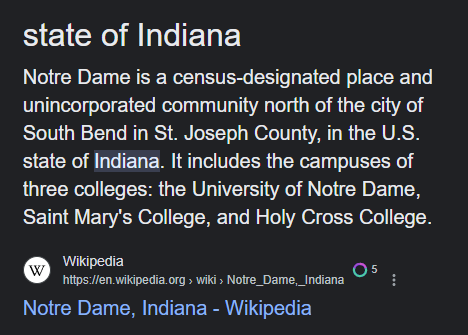 state of Indiana
Notre Dame is a census-designated place and
unincorporated community north of the city of
South Bend in St. Joseph County, in the U.S.
state of Indiana. It includes the campuses of
three colleges: the University of Notre Dame,
Saint Mary's College, and Holy Cross College.
W
Wikipedia
https://en.wikipedia.org › wiki › Notre_Dame,_Indiana
5
Notre Dame, Indiana - Wikipedia